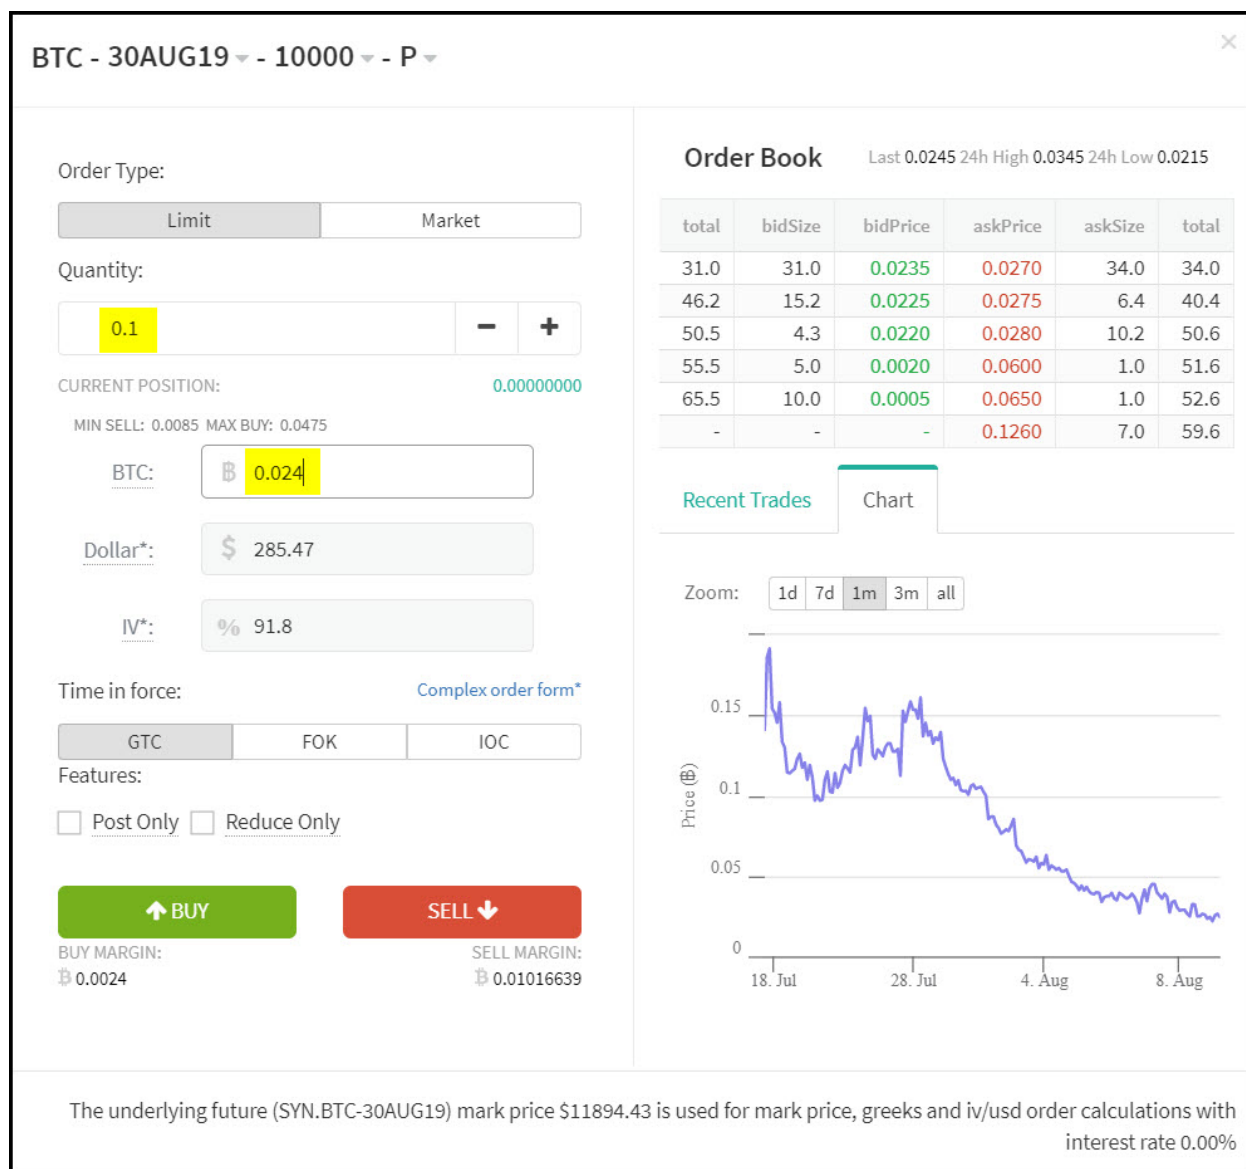 BTC - 30AUG19 - 10000 - P
×
Order Type:
Limit Market
Quantity:
0.1 − +
CURRENT POSITION: 0.00000000
MIN SELL: 0.0085 MAX BUY: 0.0475
BTC: ₿ 0.024
Dollar*: $ 285.47
IV*: % 91.8
Time in force: Complex order form*
GTC FOK IOC
Features:
Post Only Reduce Only
BUY SELL
BUY MARGIN: SELL MARGIN:
₿ 0.0024 ₿ 0.01016639
Order Book Last 0.0245 24h High 0.0345 24h Low 0.0215
total bidSize bidPrice askPrice askSize total
31.0 31.0 0.0235 0.0270 34.0 34.0
46.2 15.2 0.0225 0.0275 6.4 40.4
50.5 4.3 0.0220 0.0280 10.2 50.6
55.5 5.0 0.0020 0.0600 1.0 51.6
65.5 10.0 0.0005 0.0650 1.0 52.6
- - - 0.1260 7.0 59.6
Recent Trades Chart
Zoom: 1d 7d 1m 3m all
Price (₿)
0.15
0.1
0.05
0
18. Jul 28. Jul 4. Aug 8. Aug
The underlying future (SYN.BTC-30AUG19) mark price $11894.43 is used for mark price, greeks and iv/usd order calculations with
interest rate 0.00%